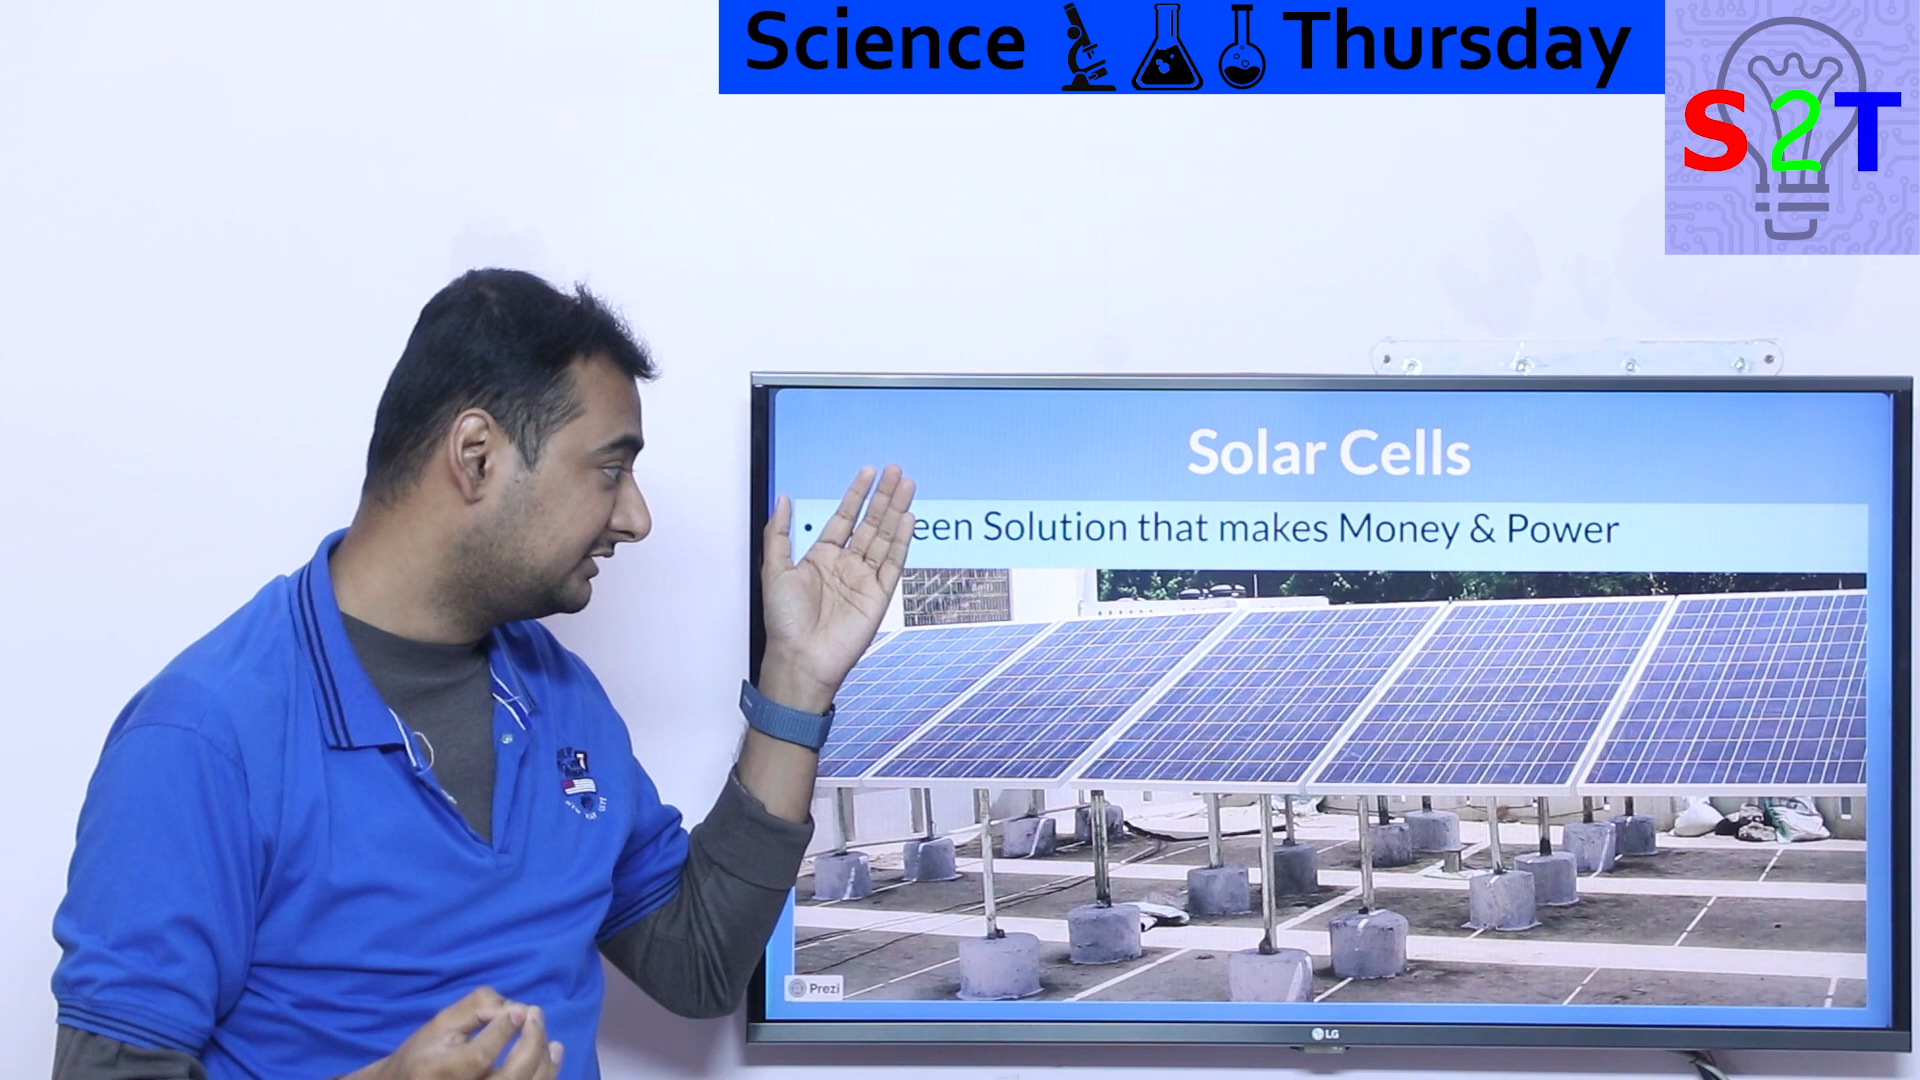 Science Thursday
S2T
Solar Cells
• een Solution that makes Money & Power
Prezi
LG